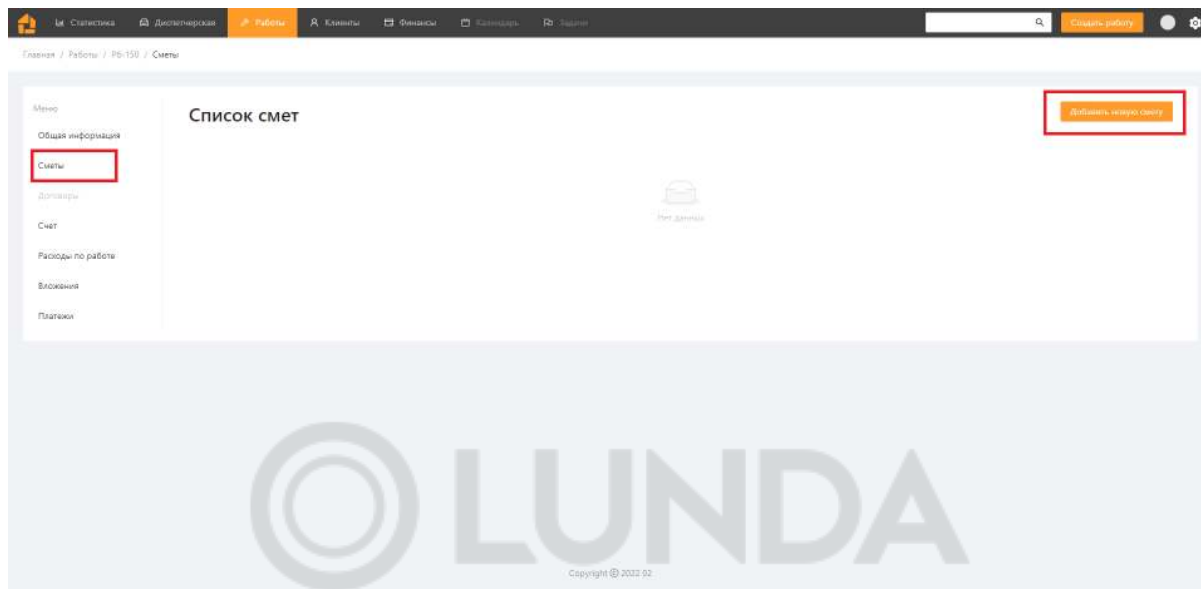 Статистика Диспетчерская Работы Клиенты Финансы Календарь Задачи Создать работу
Главная / Работы / РБ-150 / Сметы
Меню
Список смет
Добавить новую смету
Общая информация
Сметы
Договоры
Нет данных
Счет
Расходы по работе
Вложения
Платежи
LUNDA
Copyright © 2022